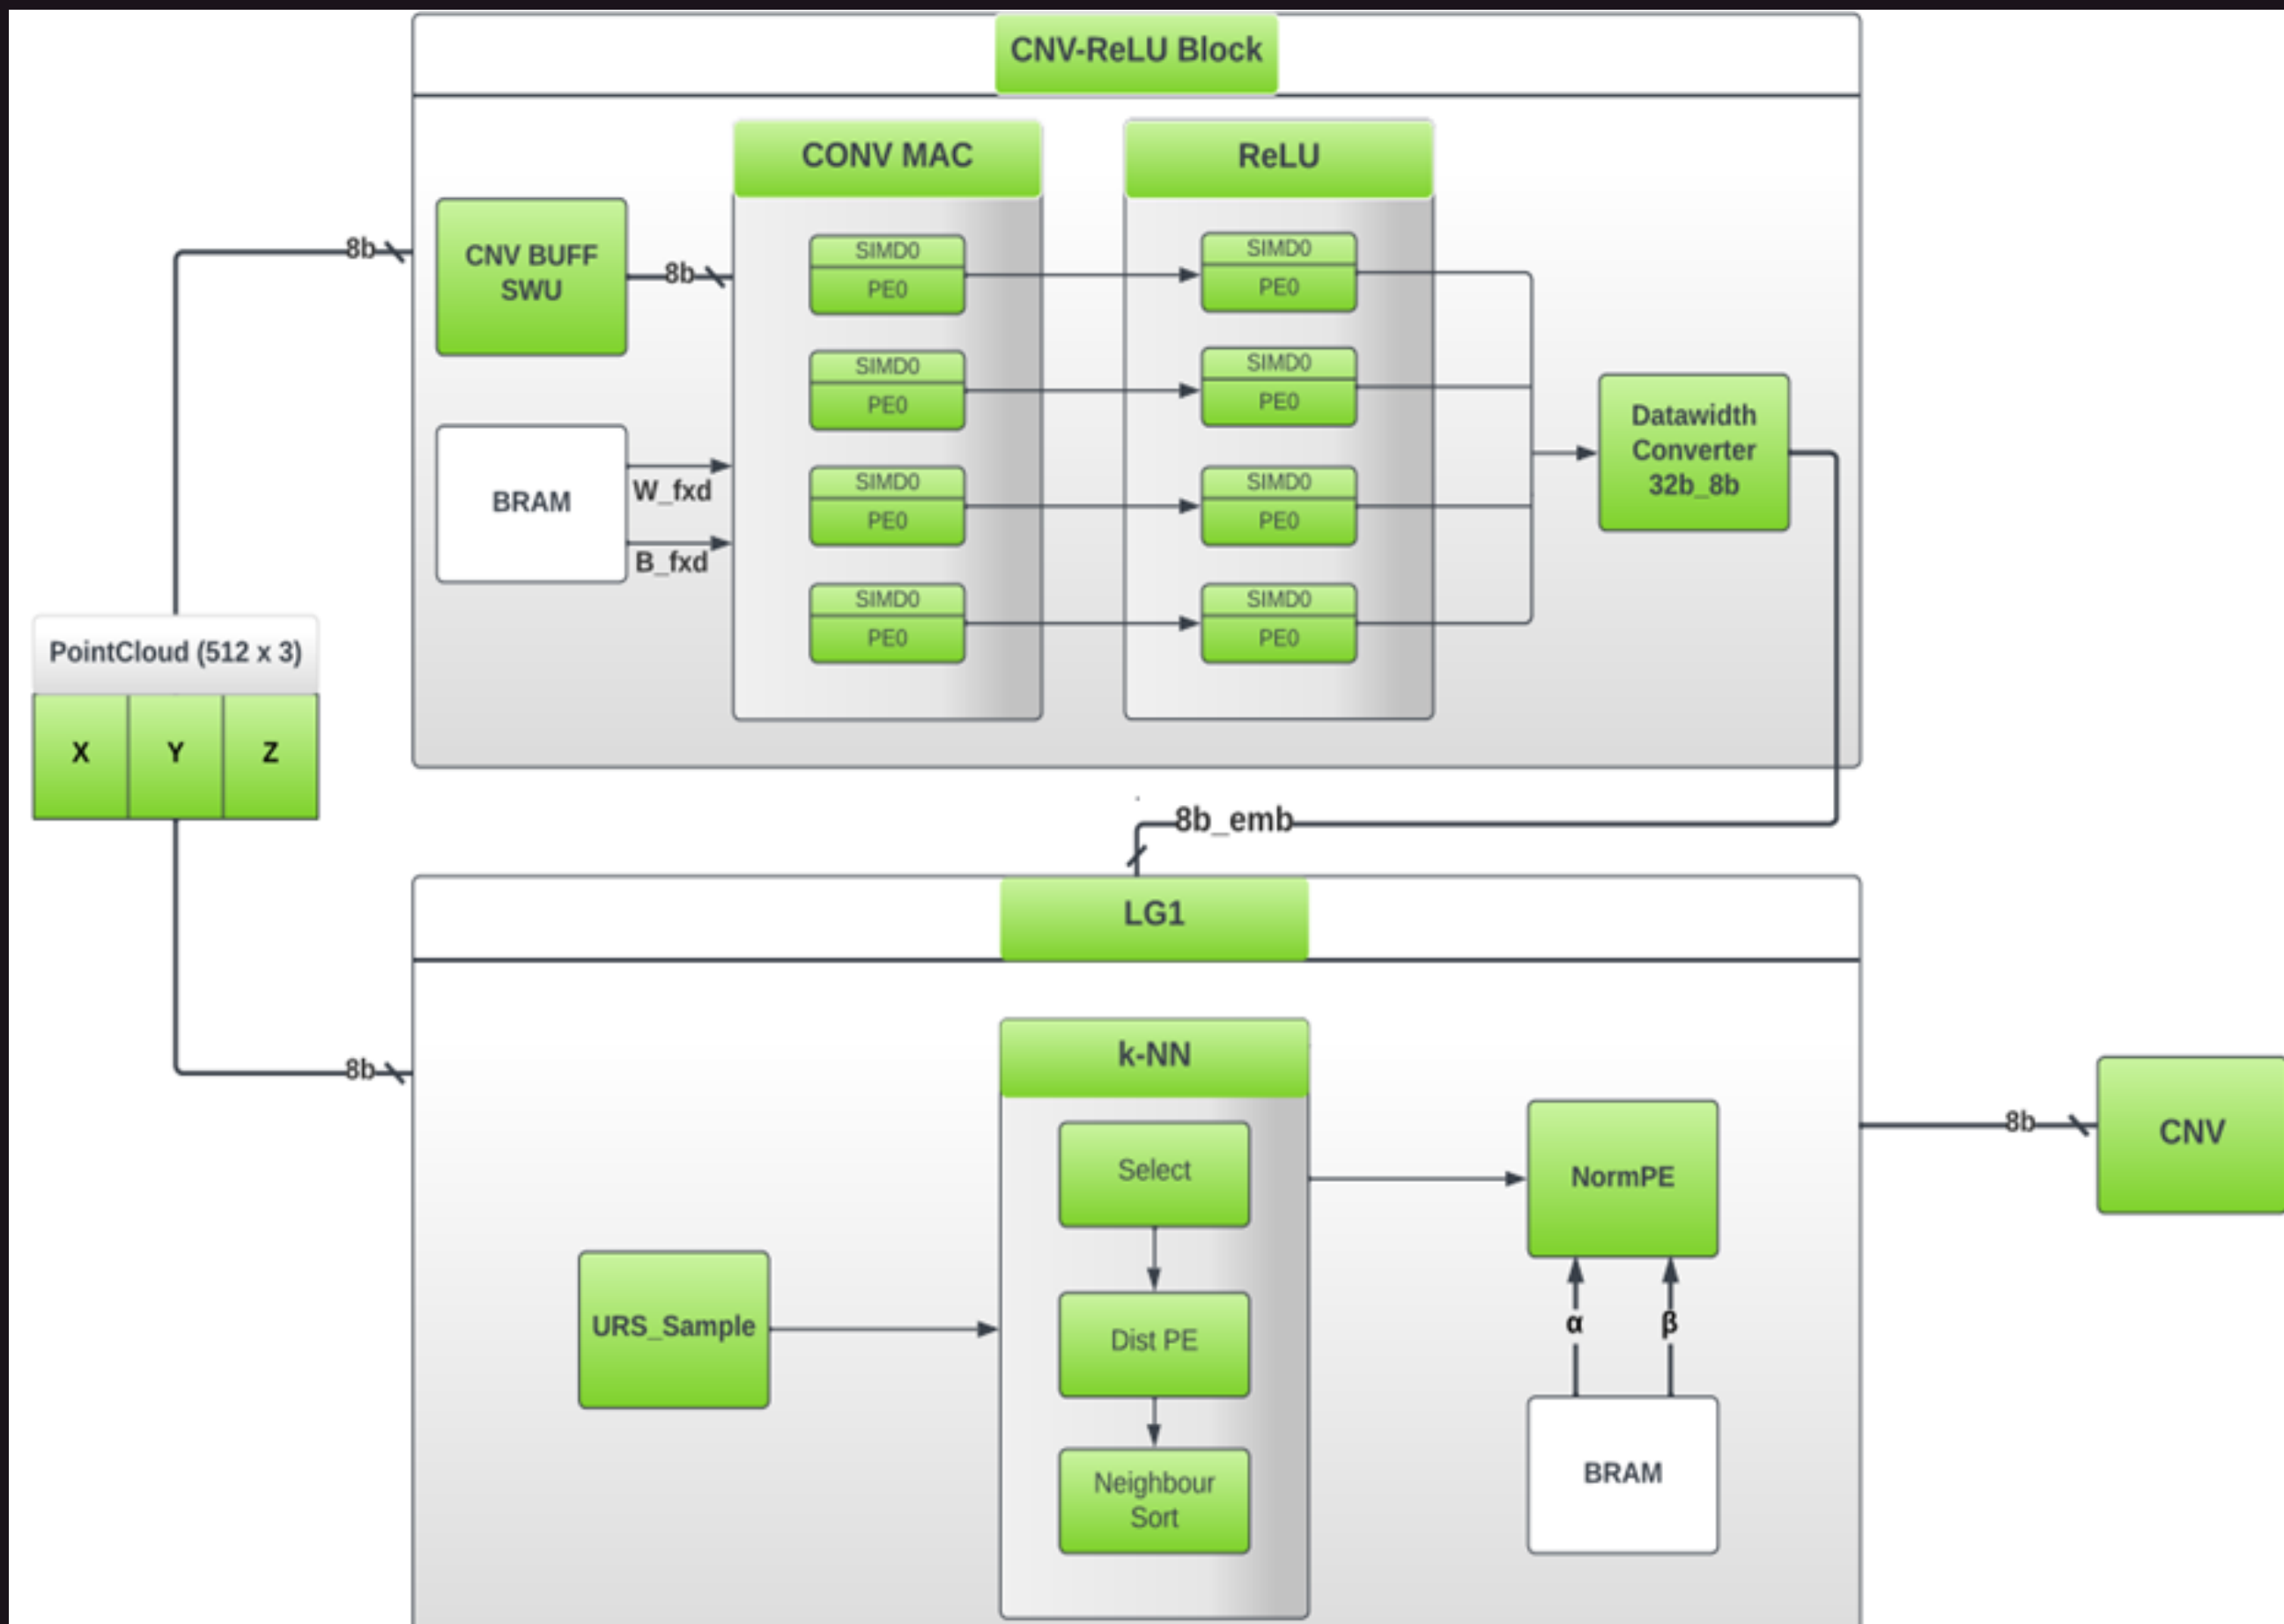 CNV-ReLU Block
CONV MAC
ReLU
CNV BUFF
SWU
8b
8b
SIMD0
PE0
SIMD0
PE0
SIMD0
PE0
SIMD0
PE0
SIMD0
PE0
SIMD0
PE0
SIMD0
PE0
SIMD0
PE0
BRAM
W_fxd
B_fxd
Datawidth
Converter
32b_8b
PointCloud (512 x 3)
X
Y
Z
8b_emb
LG1
8b
k-NN
Select
Dist PE
Neighbour
Sort
URS_Sample
NormPE
α
β
BRAM
8b
CNV